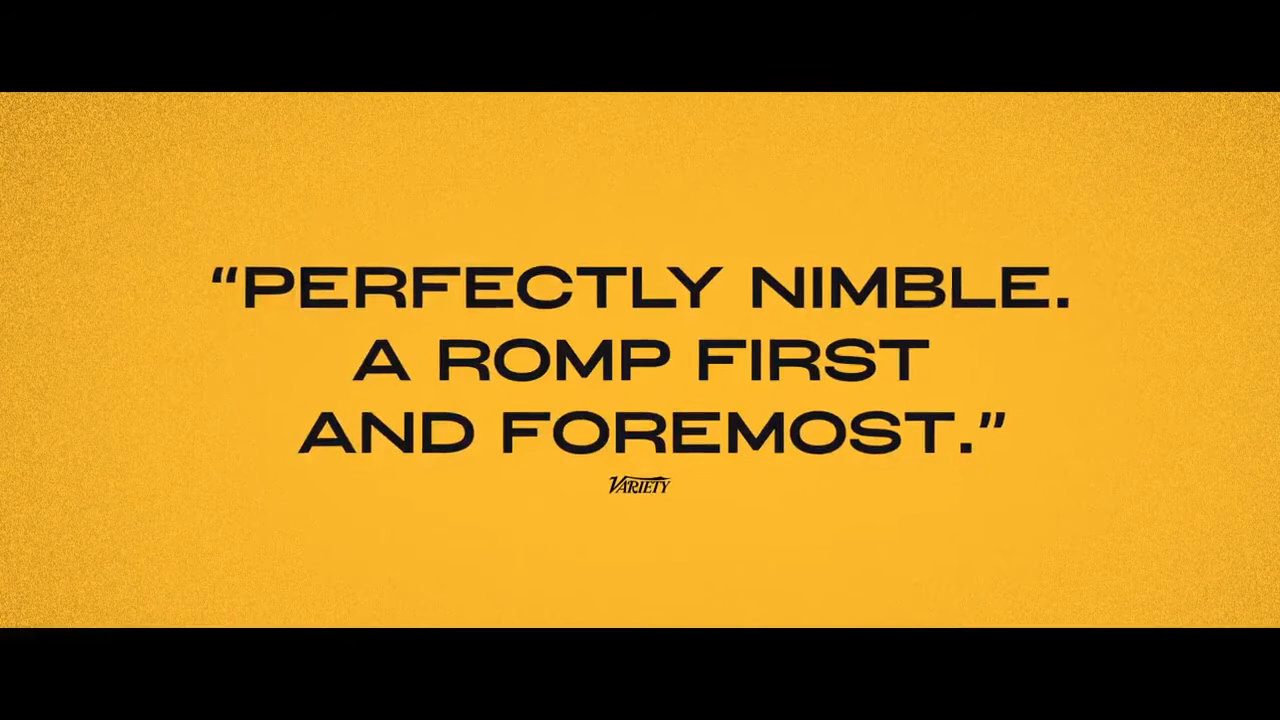 “PERFECTLY NIMBLE.
A ROMP FIRST
AND FOREMOST.”
VARIETY